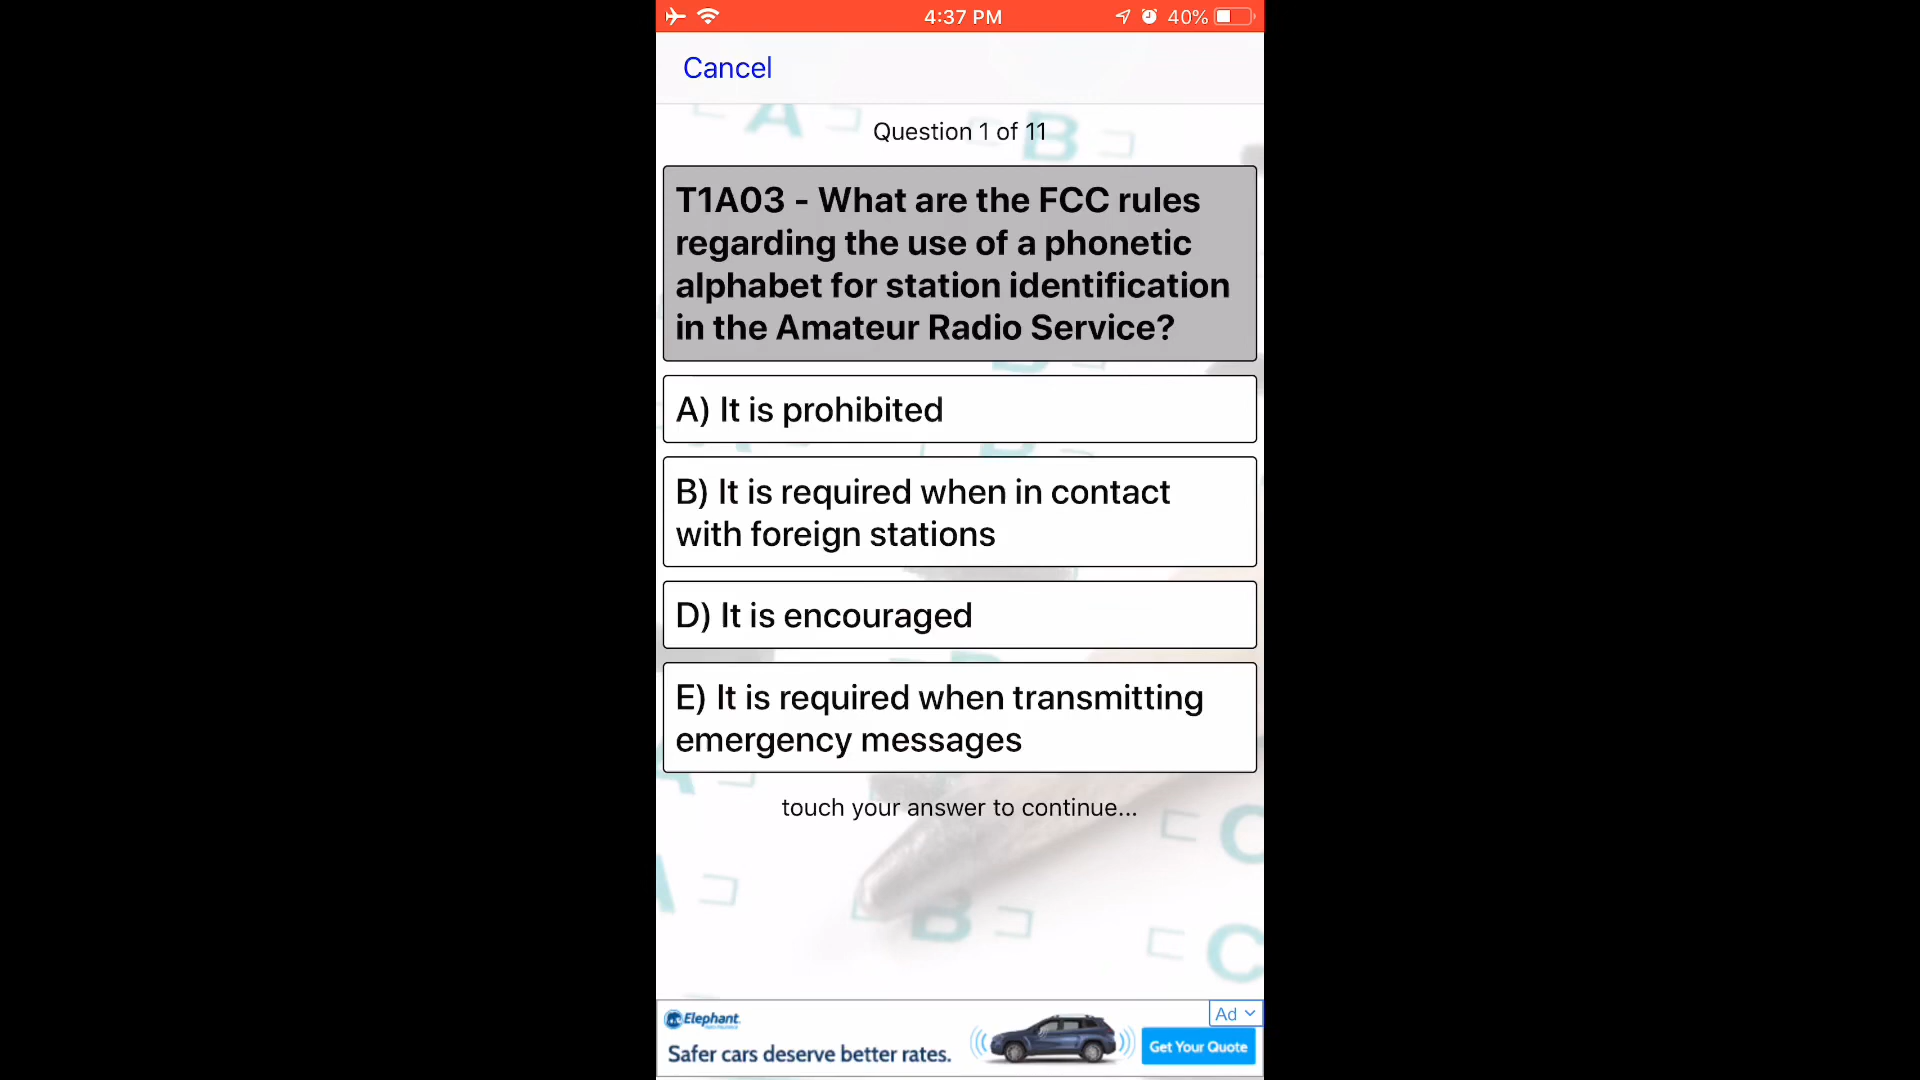 4:37 PM
40%
Cancel
Question 1 of 11
T1A03 - What are the FCC rules
regarding the use of a phonetic
alphabet for station identification
in the Amateur Radio Service?
A) It is prohibited
B) It is required when in contact
with foreign stations
D) It is encouraged
E) It is required when transmitting
emergency messages
touch your answer to continue...
Elephant.
Ad
Safer cars deserve better rates.
Get Your Quote